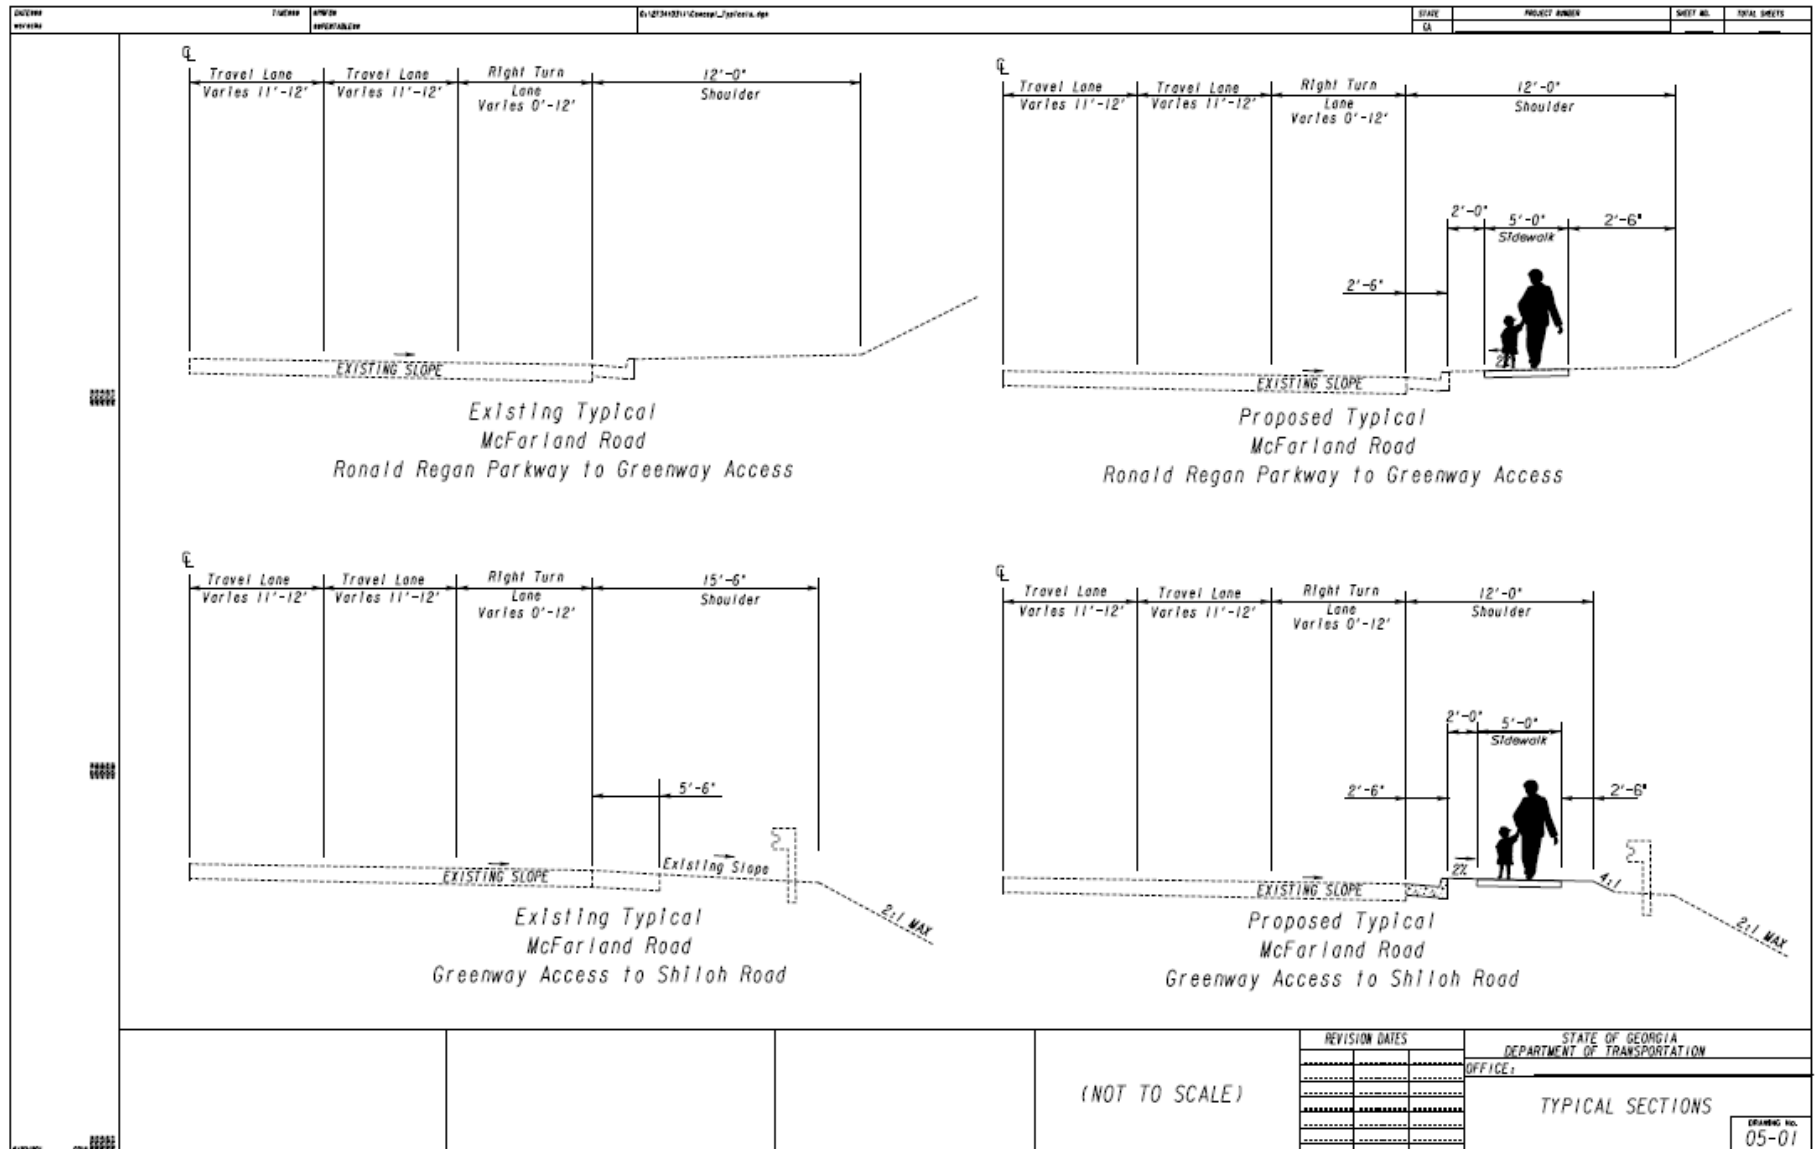 STATE
PROJECT NUMBER
SHEET NO.
TOTAL SHEETS
GA
℄
Travel Lane
Varies 11'-12'
Travel Lane
Varies 11'-12'
Right Turn
Lane
Varies 0'-12'
12'-0"
Shoulder
EXISTING SLOPE
Existing Typical
McFarland Road
Ronald Regan Parkway to Greenway Access
℄
Travel Lane
Varies 11'-12'
Travel Lane
Varies 11'-12'
Right Turn
Lane
Varies 0'-12'
12'-0"
Shoulder
2'-0"
5'-0"
Sidewalk
2'-6"
2'-6"
EXISTING SLOPE
Proposed Typical
McFarland Road
Ronald Regan Parkway to Greenway Access
℄
Travel Lane
Varies 11'-12'
Travel Lane
Varies 11'-12'
Right Turn
Lane
Varies 0'-12'
15'-6"
Shoulder
5'-6"
Existing Slope
EXISTING SLOPE
2:1 MAX
Existing Typical
McFarland Road
Greenway Access to Shiloh Road
℄
Travel Lane
Varies 11'-12'
Travel Lane
Varies 11'-12'
Right Turn
Lane
Varies 0'-12'
12'-0"
Shoulder
2'-0"
5'-0"
Sidewalk
2'-6"
2'-6"
2%
4:1
EXISTING SLOPE
2:1 MAX
Proposed Typical
McFarland Road
Greenway Access to Shiloh Road
(NOT TO SCALE)
REVISION DATES
STATE OF GEORGIA
DEPARTMENT OF TRANSPORTATION
OFFICE:
TYPICAL SECTIONS
DRAWING No.
05-01